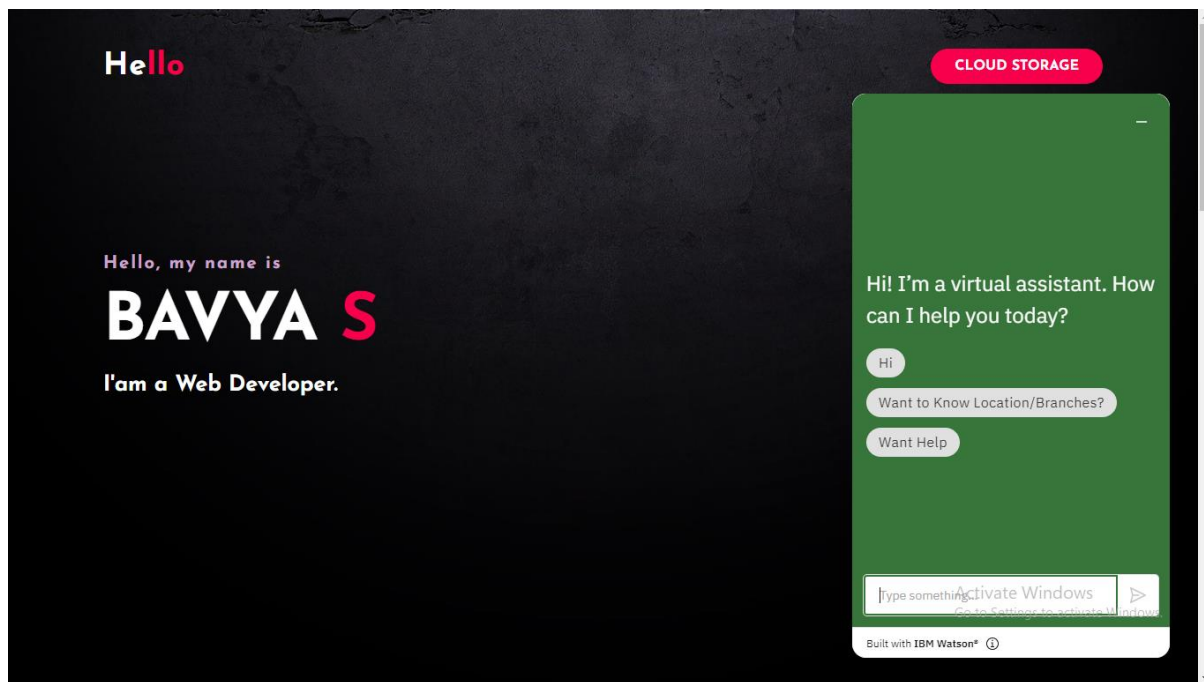 Hello
CLOUD STORAGE
Hello, my name is
BAVYA S
I'am a Web Developer.
Hi! I'm a virtual assistant. How
can I help you today?
Hi
Want to Know Location/Branches?
Want Help
Type something...
Activate Windows
Go to Settings to activate Windows.
Built with IBM Watson®